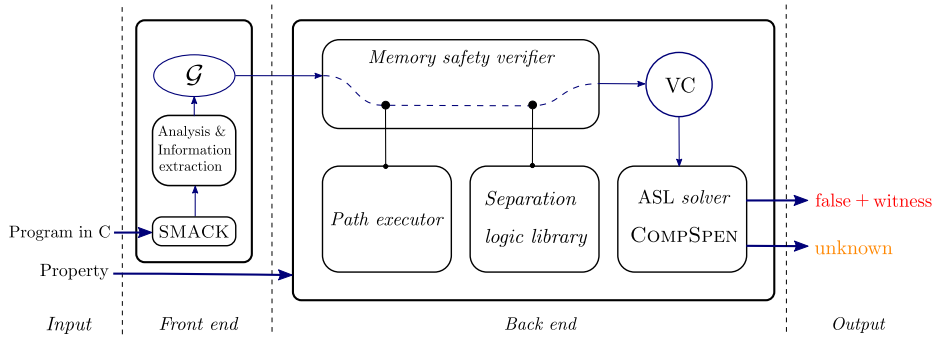 Program in C
Property
Input
𝒢
Analysis &
Information
extraction
SMACK
Front end
Memory safety verifier
VC
Path executor
Separation
logic library
ASL solver
COMPSPEN
Back end
false + witness
unknown
Output